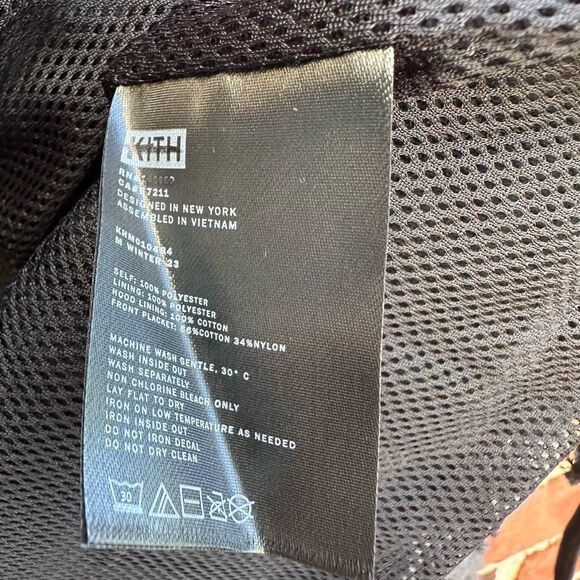 KITH
DESIGNED IN NEW YORK
ASSEMBLED IN VIETNAM
KHM010484
M WINTER 23
SELF: 100% POLYESTER
LINING: 100% POLYESTER
HOOD LINING: 100% COTTON
FRONT PLACKET: 66%COTTON 34%NYLON
MACHINE WASH GENTLE, 30° C
WASH INSIDE OUT
WASH SEPARATELY
NON CHLORINE BLEACH ONLY
LAY FLAT TO DRY
IRON ON LOW TEMPERATURE AS NEEDED
IRON INSIDE OUT
DO NOT IRON DECAL
DO NOT DRY CLEAN
30